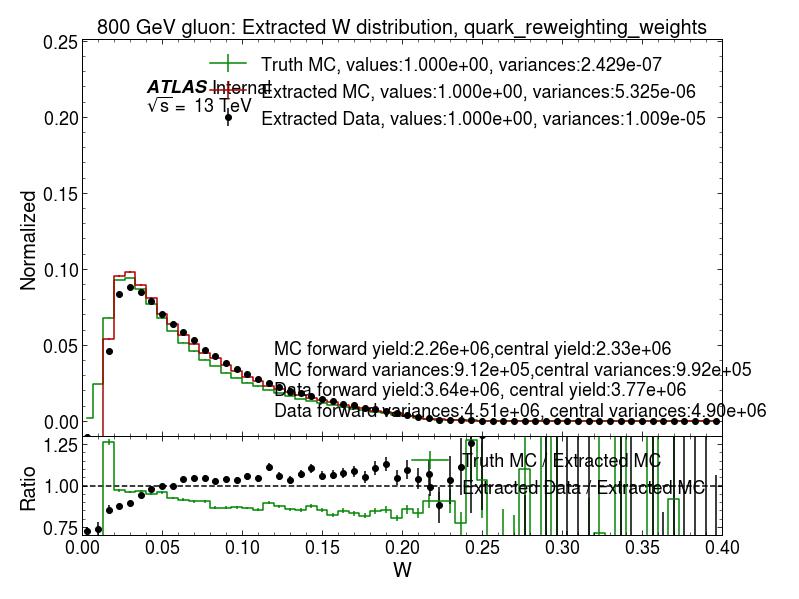 800 GeV gluon: Extracted W distribution, quark_reweighting_weights
0.25
Truth MC, values:1.000e+00, variances:2.429e-07
ATLAS Internal
Extracted MC, values:1.000e+00, variances:5.325e-06
√s = 13 TeV
Extracted Data, values:1.000e+00, variances:1.009e-05
0.20
0.15
Normalized
0.10
0.05
MC forward yield:2.26e+06,central yield:2.33e+06
MC forward variances:9.12e+05,central variances:9.92e+05
Data forward yield:3.64e+06, central yield:3.77e+06
Data forward variances:4.51e+06, central variances:4.90e+06
0.00
1.25
Truth MC / Extracted MC
Ratio
1.00
Extracted Data / Extracted MC
0.75
0.00 0.05 0.10 0.15 0.20 0.25 0.30 0.35 0.40
W